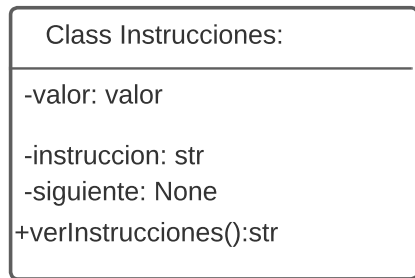 Class Instrucciones:
-valor: valor
-instruccion: str
-siguiente: None
+verInstrucciones():str